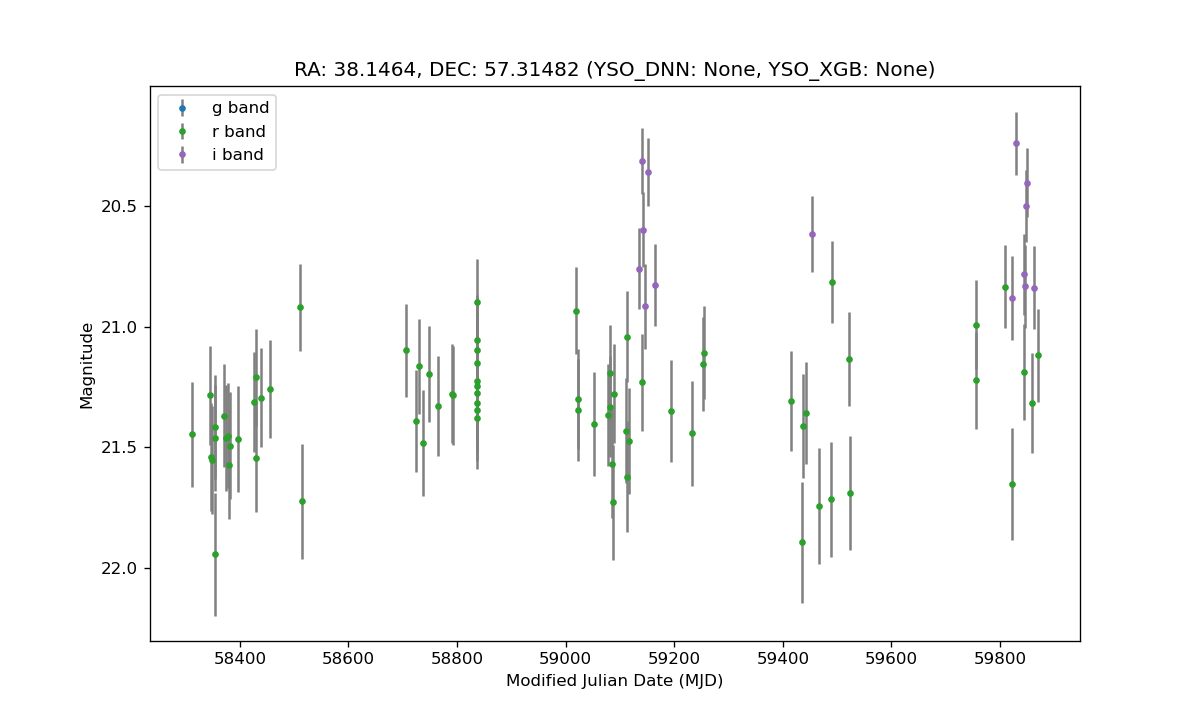 RA: 38.1464, DEC: 57.31482 (YSO_DNN: None, YSO_XGB: None)
g band
r band
i band
20.5
21.0
21.5
22.0
Magnitude
58400 58600 58800 59000 59200 59400 59600 59800
Modified Julian Date (MJD)